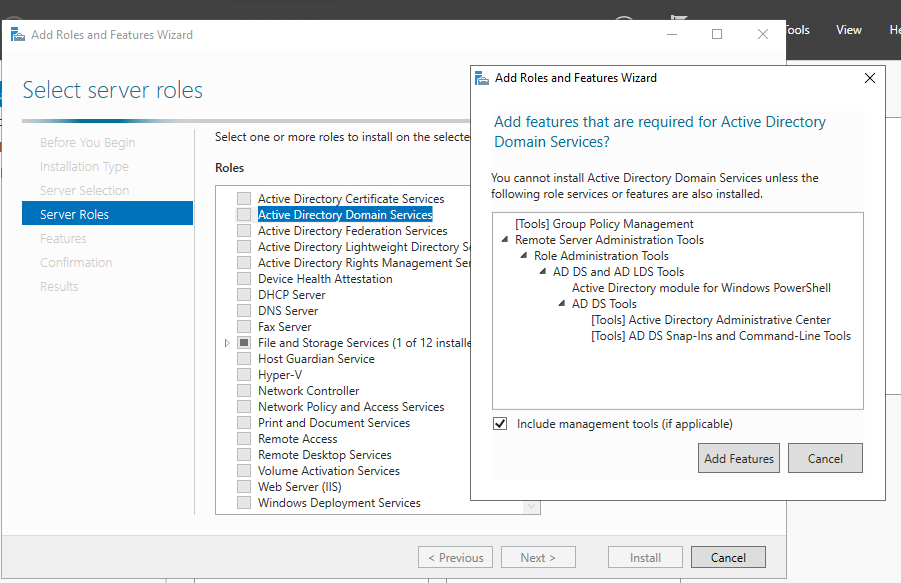 Add Roles and Features Wizard
Tools View
Select server roles
Before You Begin
Installation Type
Server Selection
Server Roles
Features
Confirmation
Results
Select one or more roles to install on the selected
Roles
Active Directory Certificate Services
Active Directory Domain Services
Active Directory Federation Services
Active Directory Lightweight Directory
Active Directory Rights Management
Device Health Attestation
DHCP Server
DNS Server
Fax Server
File and Storage Services (1 of 12 installe
Host Guardian Service
Hyper-V
Network Controller
Network Policy and Access Services
Print and Document Services
Remote Access
Remote Desktop Services
Volume Activation Services
Web Server (IIS)
Windows Deployment Services
< Previous Next > Install Cancel
Add Roles and Features Wizard
Add features that are required for Active Directory
Domain Services?
You cannot install Active Directory Domain Services unless the
following role services or features are also installed.
[Tools] Group Policy Management
Remote Server Administration Tools
Role Administration Tools
AD DS and AD LDS Tools
Active Directory module for Windows PowerShell
AD DS Tools
[Tools] Active Directory Administrative Center
[Tools] AD DS Snap-Ins and Command-Line Tools
Include management tools (if applicable)
Add Features Cancel